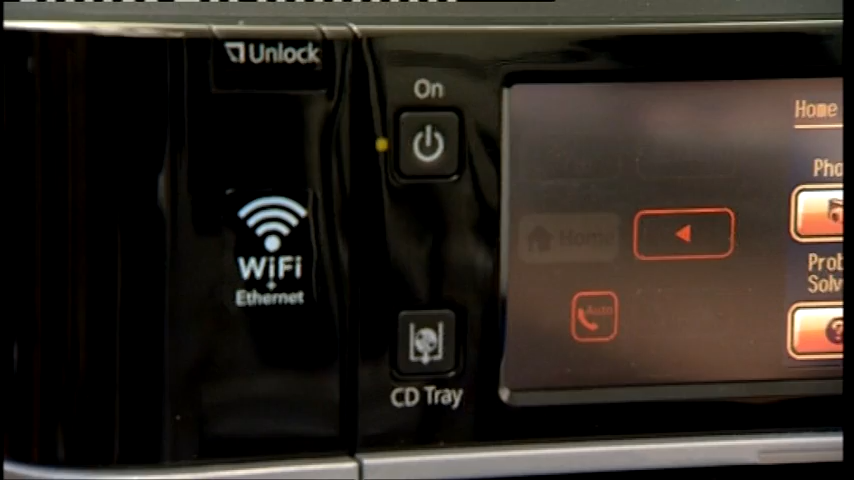 Unlock
On
Home
Pho
Home
WiFi
+
Ethernet
Auto
Prob
Solv
CD Tray